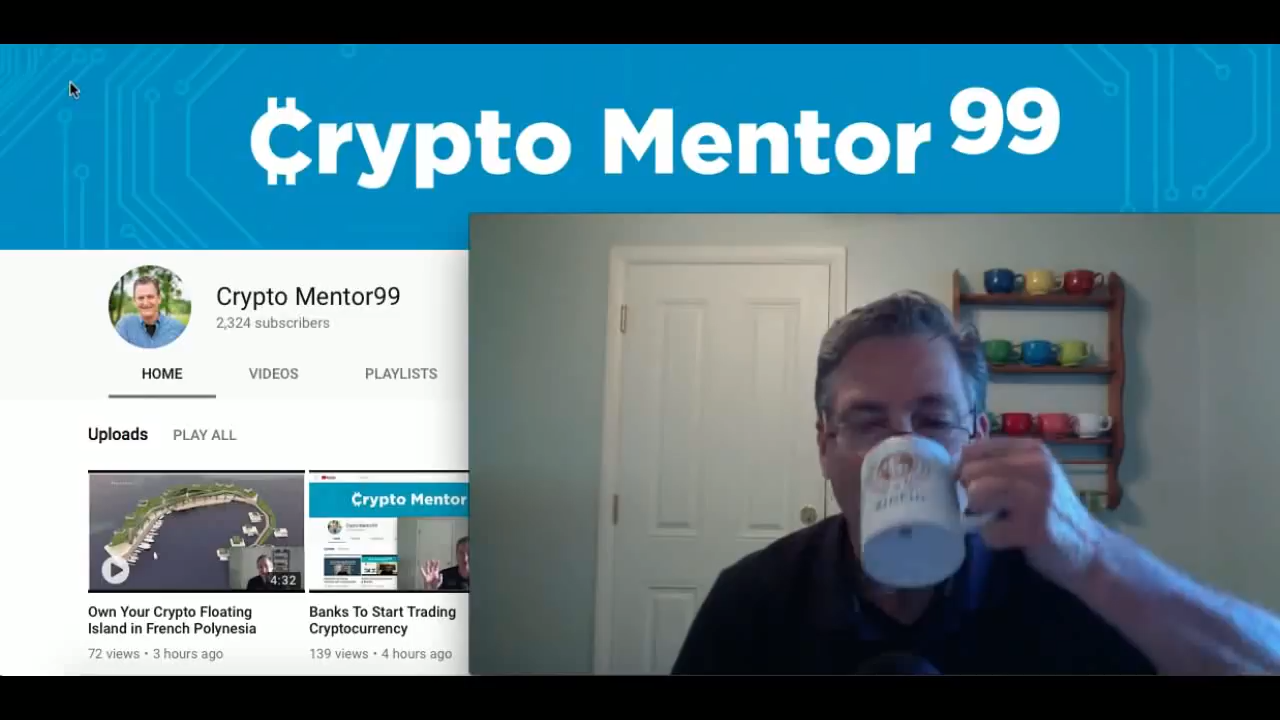 Crypto Mentor 99
Crypto Mentor99
2,324 subscribers
HOME VIDEOS PLAYLISTS
Uploads PLAY ALL
Crypto Mentor
4:32
Own Your Crypto Floating
Island in French Polynesia
72 views • 3 hours ago
Banks To Start Trading
Cryptocurrency
139 views • 4 hours ago